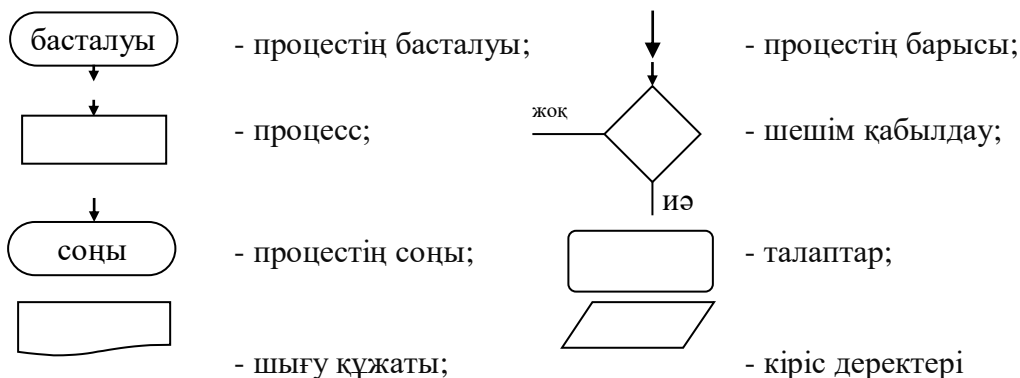 басталуы - процестің басталуы; - процестің барысы;
жоқ
- процесс; - шешім қабылдау;
иә
соңы - процестің соңы; - талаптар;
- шығу құжаты; - кіріс деректері